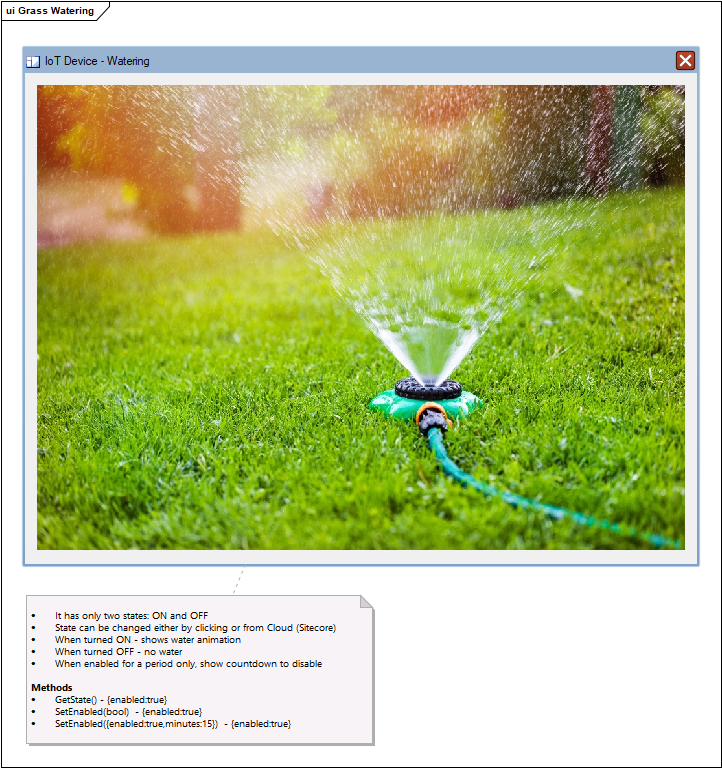 ui Grass Watering
IoT Device - Watering
• It has only two states: ON and OFF
• State can be changed either by clicking or from Cloud (Sitecore)
• When turned ON - shows water animation
• When turned OFF - no water
• When enabled for a period only, show countdown to disable
Methods
• GetState() - {enabled:true}
• SetEnabled(bool) - {enabled:true}
• SetEnabled({enabled:true,minutes:15}) - {enabled:true}